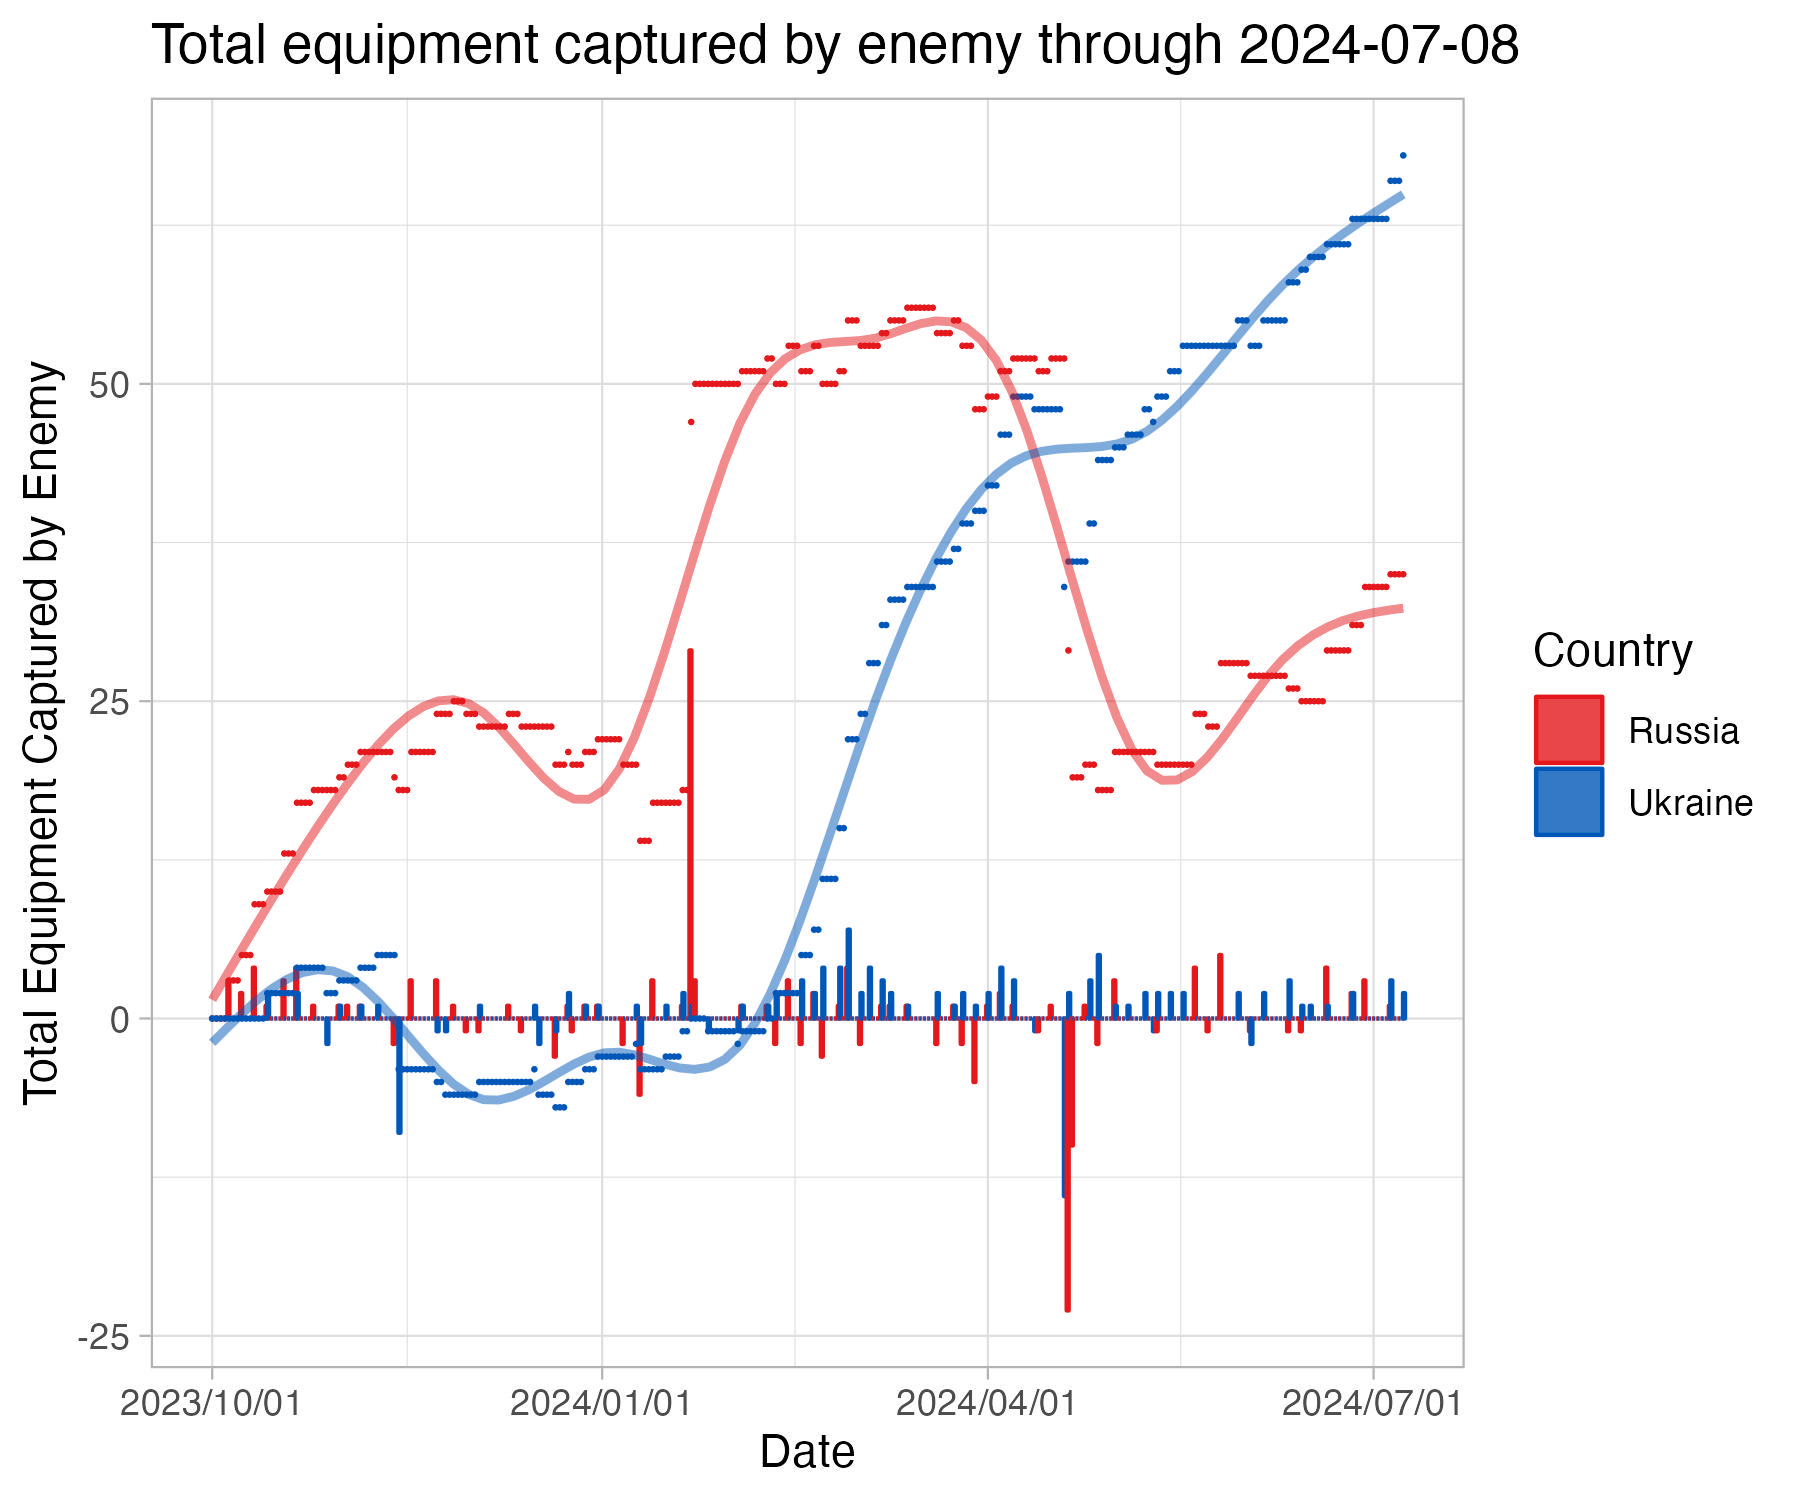 Total equipment captured by enemy through 2024-07-08
Total Equipment Captured by Enemy
50
25
0
-25
2023/10/01
2024/01/01
2024/04/01
2024/07/01
Date
Country
Russia
Ukraine